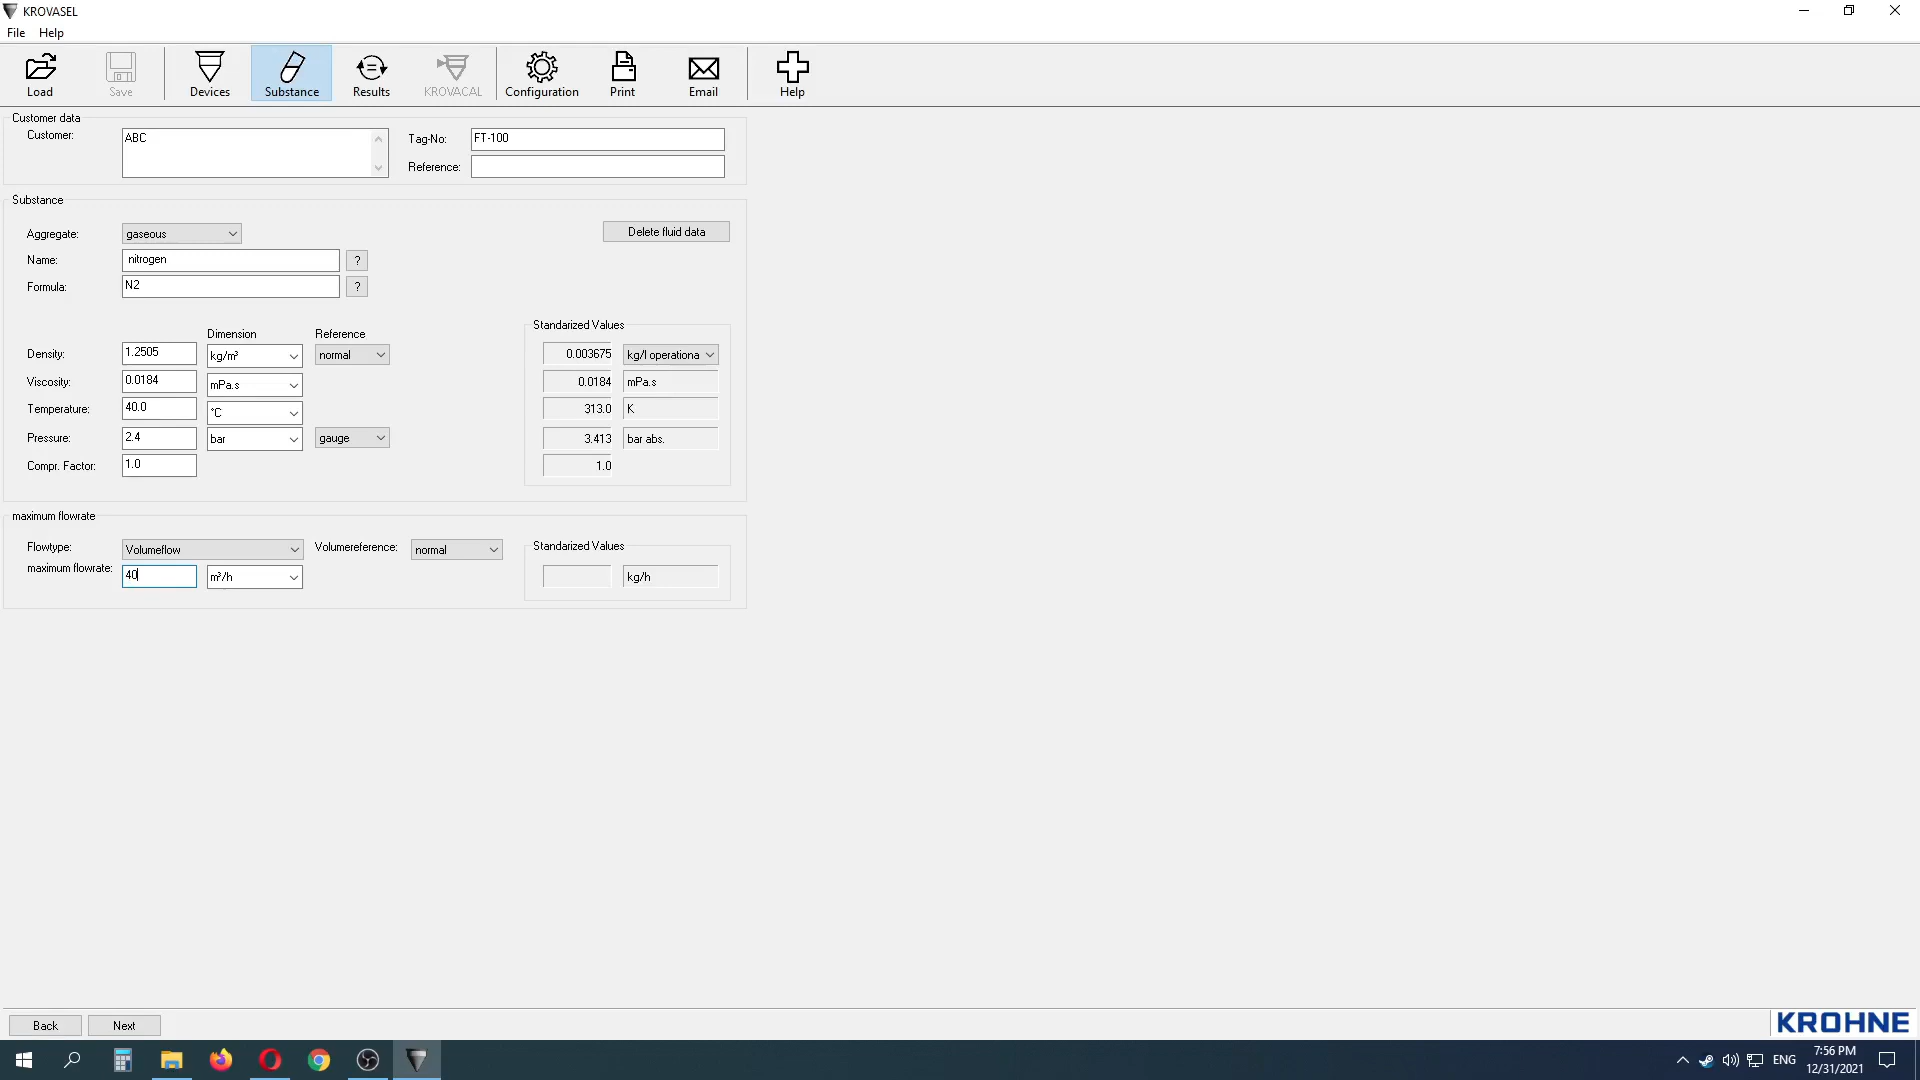 KROVASEL
File Help
Load Save Devices Substance Results KROVACAL Configuration Print Email Help
Customer data
Customer: ABC Tag-No: FT-100
Reference:
Substance
Aggregate: gaseous Delete fluid data
Name: nitrogen ?
Formula: N2 ?
Dimension Reference Standarized Values
Density: 1.2505 kg/m³ normal 0.003675 kg/l operationa
Viscosity: 0.0184 mPa.s 0.0184 mPa.s
Temperature: 40.0 °C 313.0 K
Pressure: 2.4 bar gauge 3.413 bar abs.
Compr. Factor: 1.0 1.0
maximum flowrate
Flowtype: Volumeflow Volumereference: normal Standarized Values
maximum flowrate: 40 m³/h kg/h
Back Next KROHNE
ENG 7:56 PM
12/31/2021